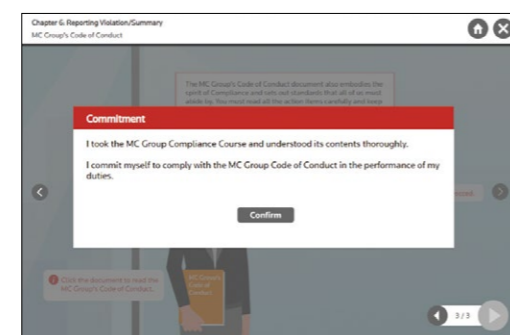 Chapter 6: Reporting Violation/Summary
MC Group's Code of Conduct
The MC Group's Code of Conduct document also embodies the
spirit of Compliance and sets out standards that all of us must
abide by. You must read all the action items carefully and keep
Commitment
I took the MC Group Compliance Course and understood its contents thoroughly.
I commit myself to comply with the MC Group Code of Conduct in the performance of my
duties.
Confirm
Click the document to read the
MC Group's Code of Conduct.
MC Group's
Code of
Conduct
3/3